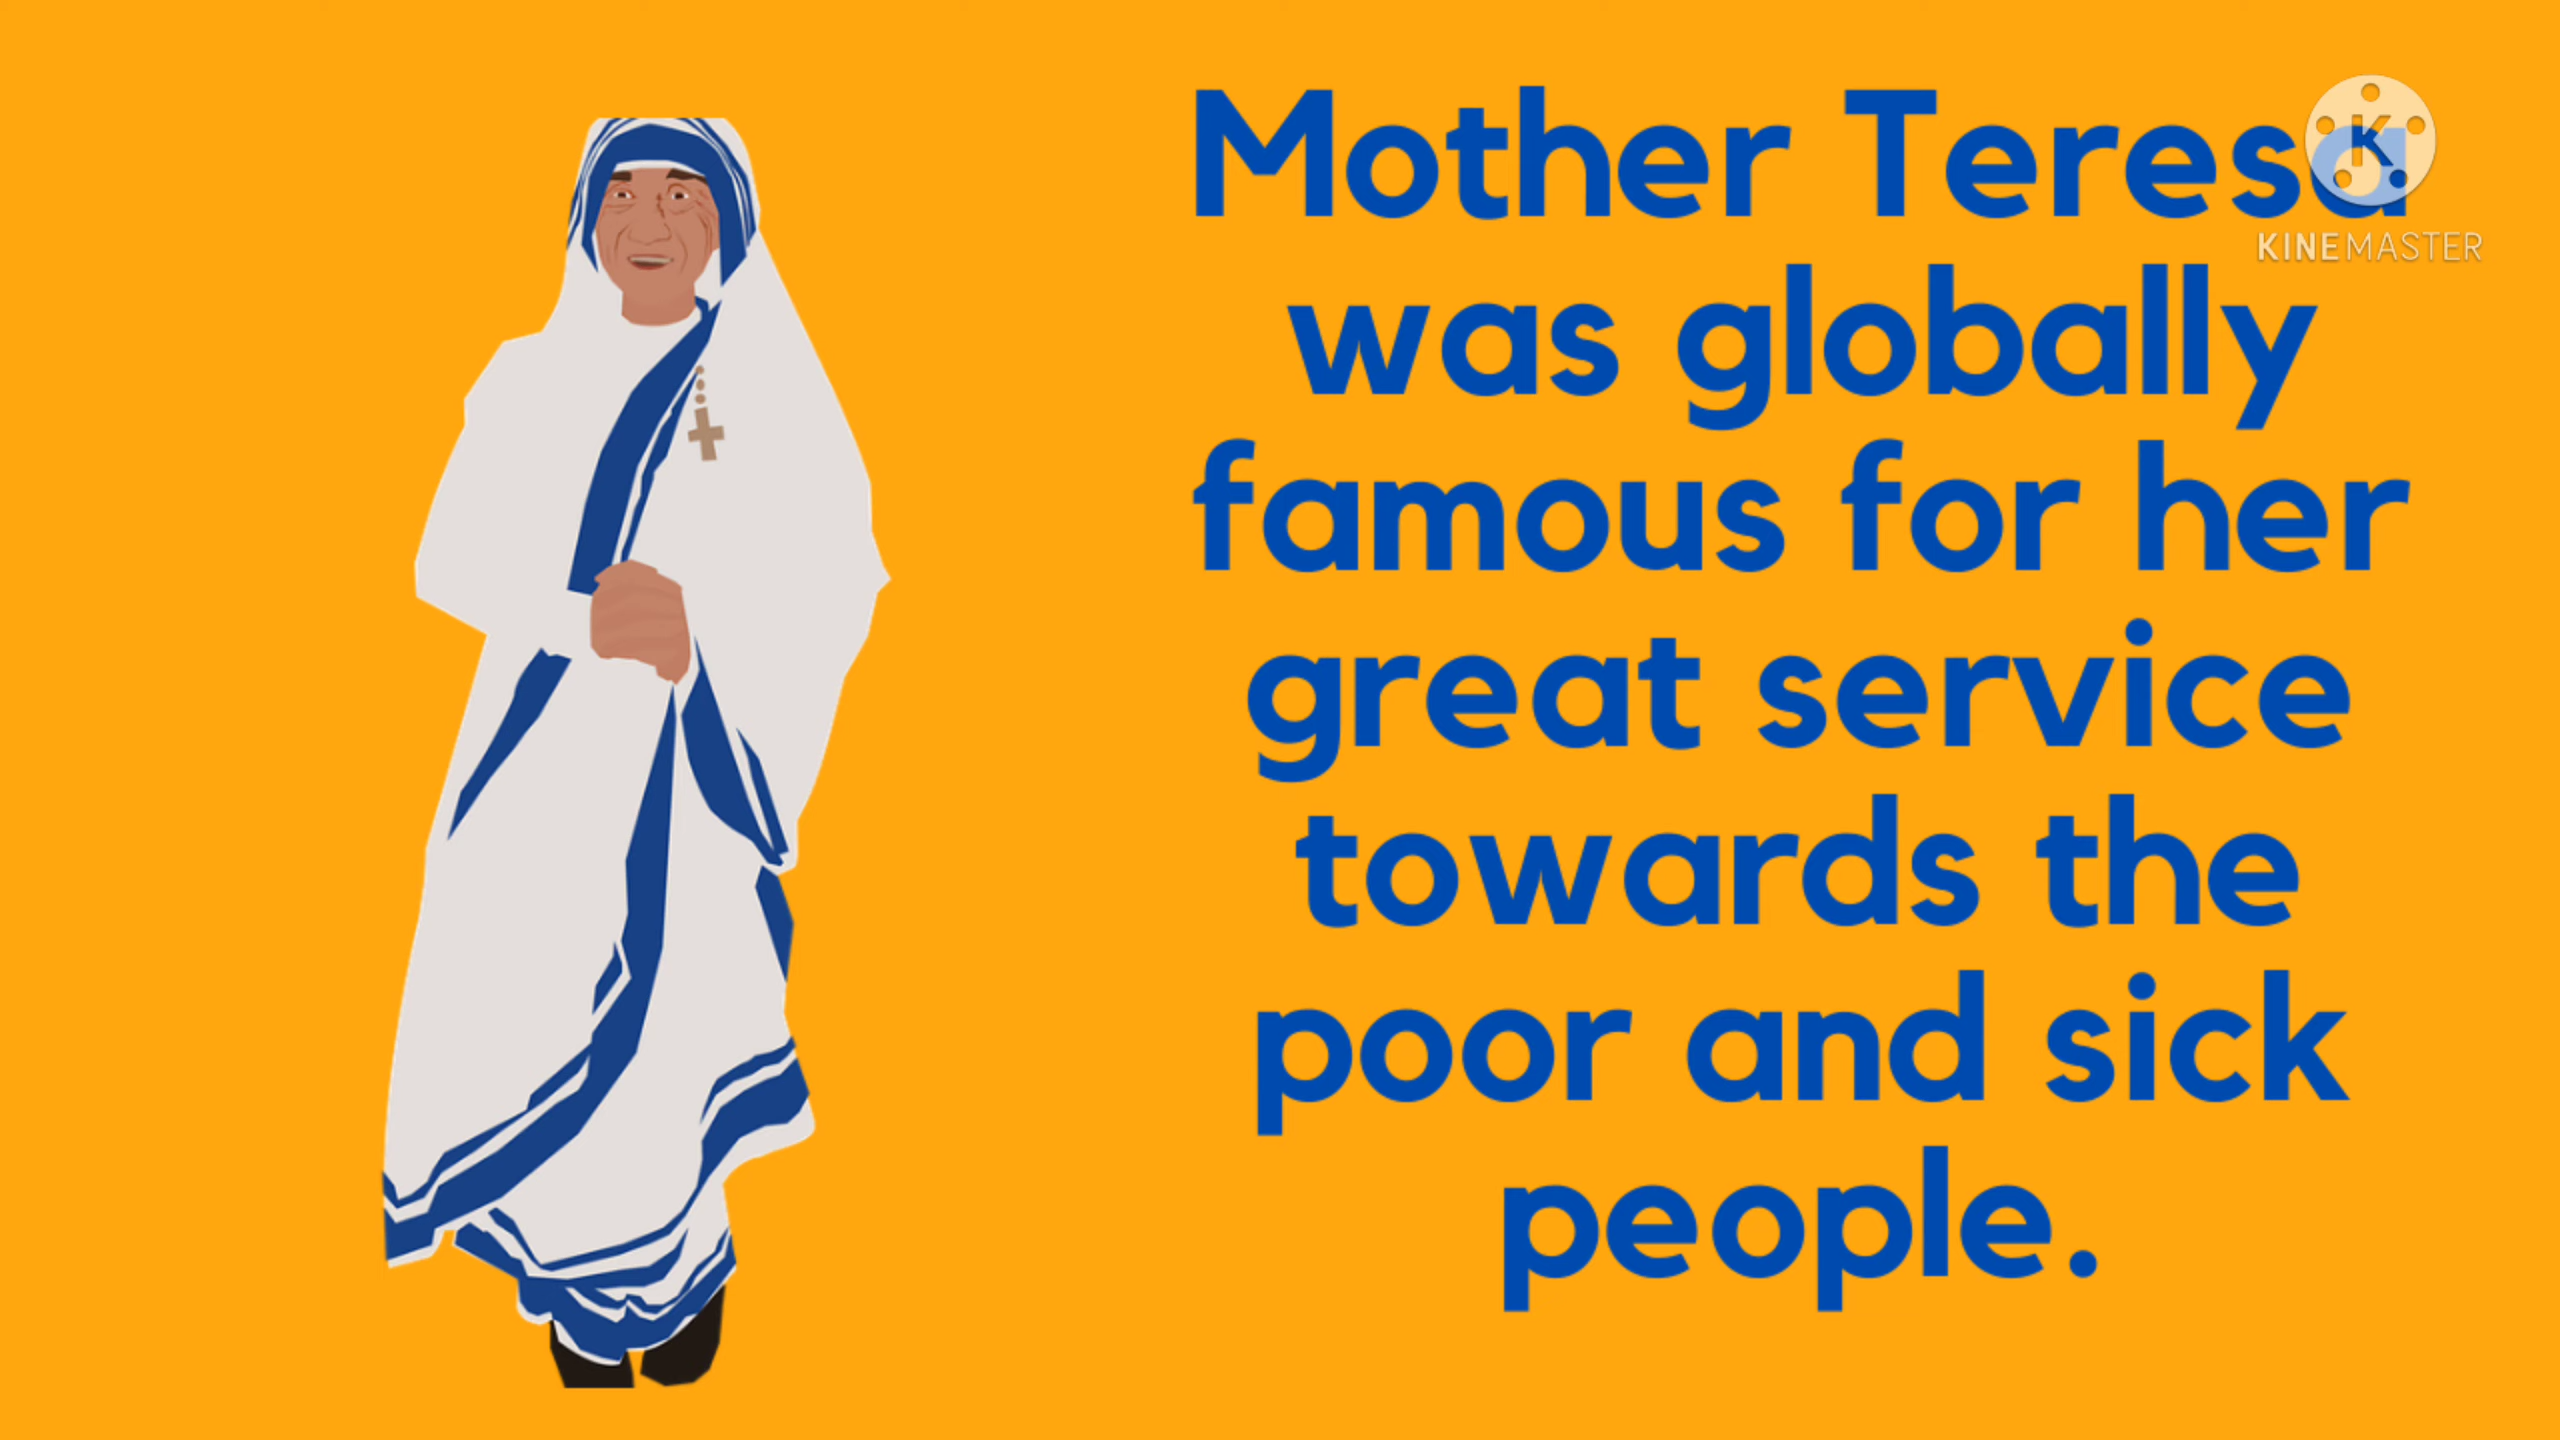 Mother Teresa
KINEMASTER
was globally
famous for her
great service
towards the
poor and sick
people.